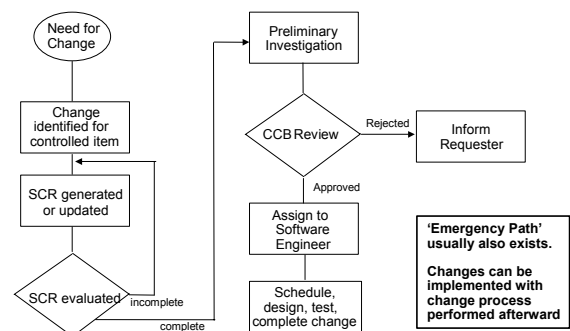 Need for
Change
Change
identified for
controlled item
SCR generated
or updated
SCR evaluated
incomplete
complete
Preliminary
Investigation
CCB Review
Rejected
Inform
Requester
Approved
Assign to
Software
Engineer
Schedule,
design, test,
complete change
‘Emergency Path’
usually also exists.
Changes can be
implemented with
change process
performed afterward